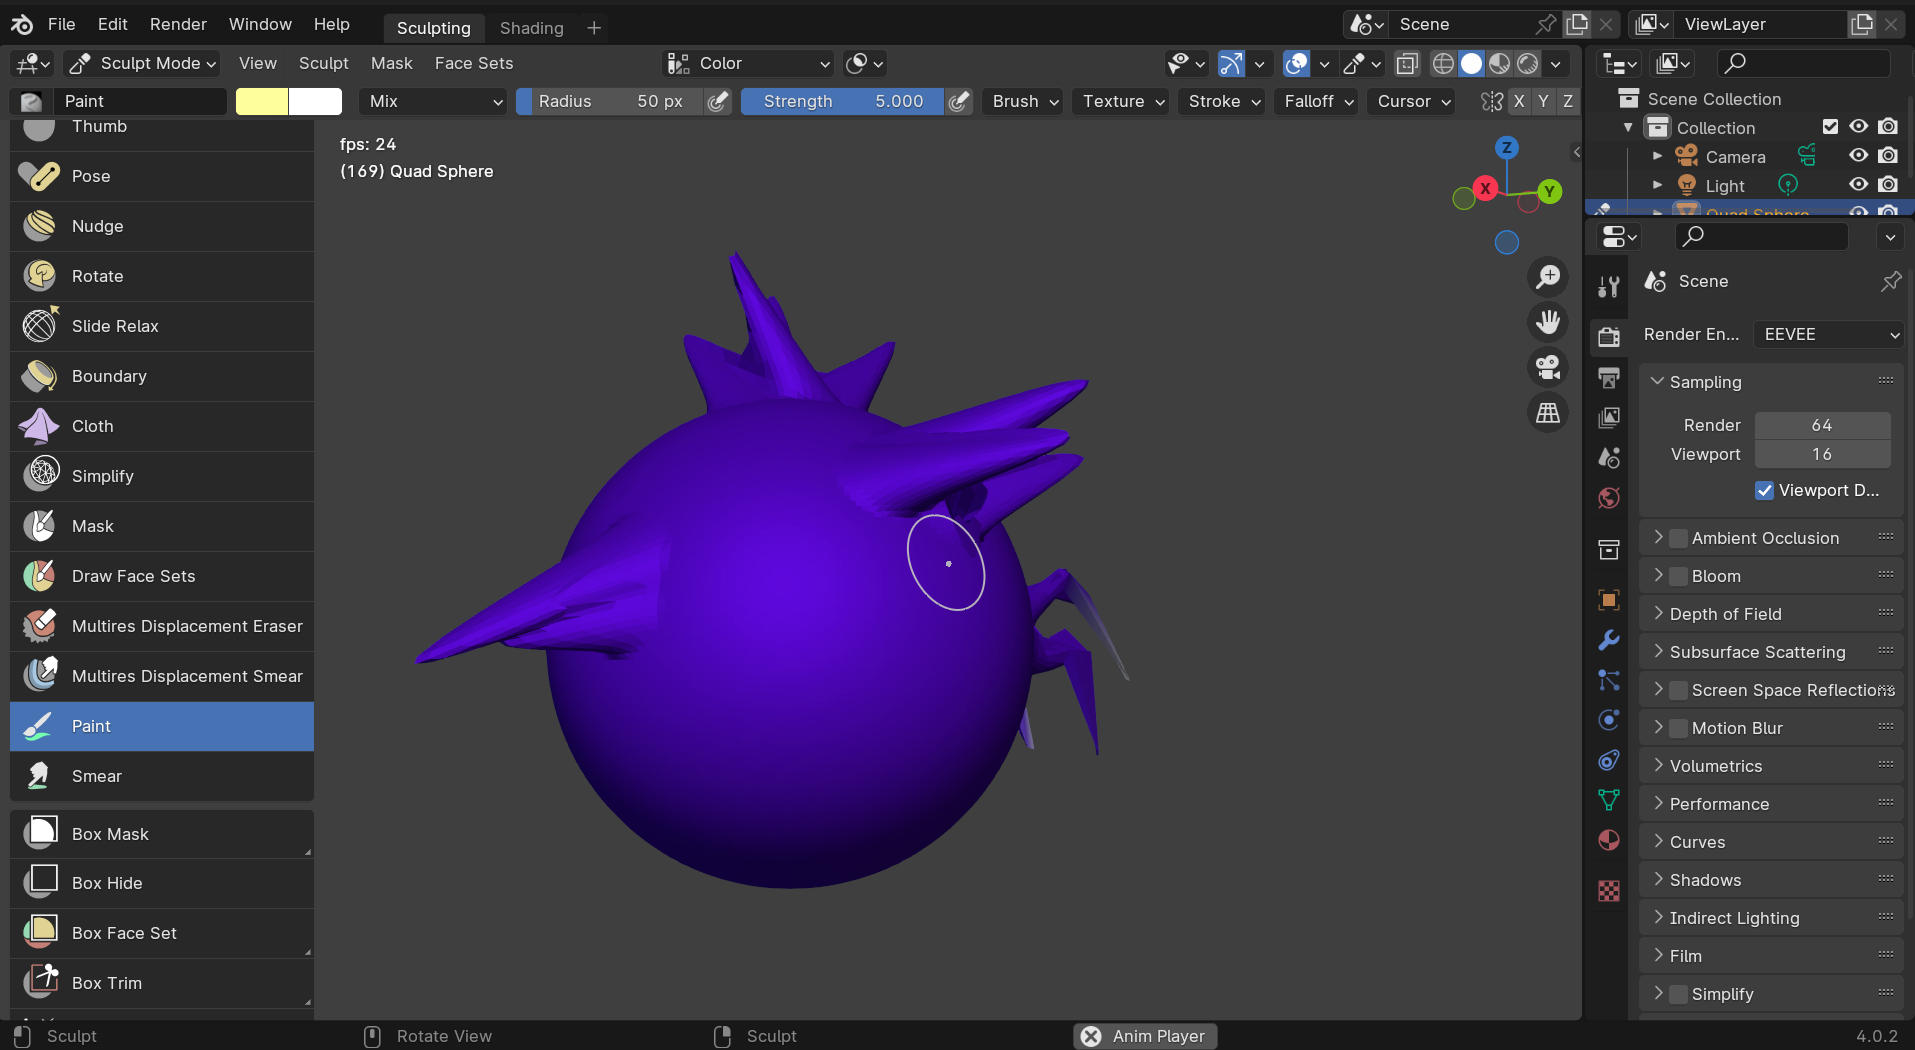 File Edit Render Window Help Sculpting Shading + Scene ViewLayer
Sculpt Mode View Sculpt Mask Face Sets Color
Paint Mix Radius 50 px Strength 5.000 Brush Texture Stroke Falloff Cursor X Y Z
Thumb
Pose
Nudge
Rotate
Slide Relax
Boundary
Cloth
Simplify
Mask
Draw Face Sets
Multires Displacement Eraser
Multires Displacement Smear
Paint
Smear
Box Mask
Box Hide
Box Face Set
Box Trim
fps: 24
(169) Quad Sphere
Z
X
Y
Scene Collection
Collection
Camera
Light
Quad Sphere
Scene
Render En... EEVEE
Sampling
Render 64
Viewport 16
Viewport D...
Ambient Occlusion
Bloom
Depth of Field
Subsurface Scattering
Screen Space Reflections
Motion Blur
Volumetrics
Performance
Curves
Shadows
Indirect Lighting
Film
Simplify
Sculpt Rotate View Sculpt Anim Player 4.0.2